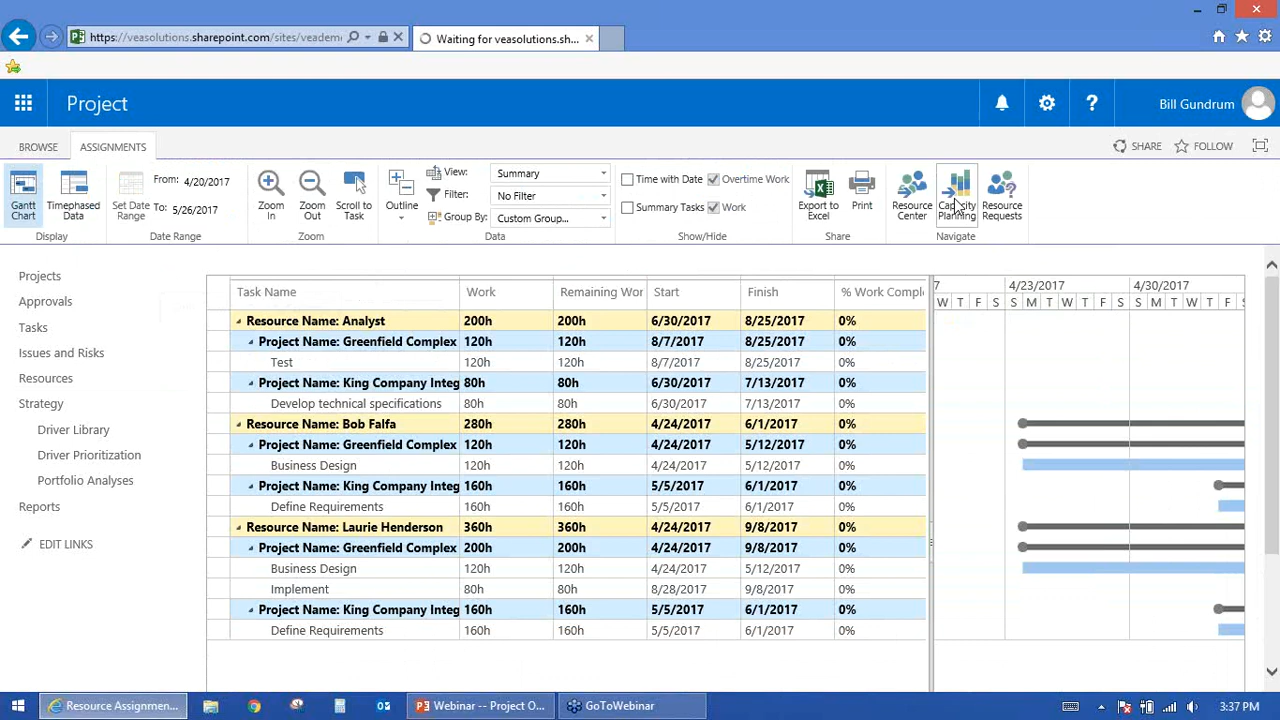 https://veasolutions.sharepoint.com/sites/veademo
Waiting for veasolutions.sh...
Project
Bill Gundrum
BROWSE
ASSIGNMENTS
SHARE
FOLLOW
Gantt Chart
Timephased Data
Display
Set Date Range
From: 4/20/2017
To: 5/26/2017
Date Range
Zoom In
Zoom Out
Scroll to Task
Zoom
Outline
View: Summary
Filter: No Filter
Group By: Custom Group...
Data
Time with Date
Overtime Work
Summary Tasks
Work
Show/Hide
Export to Excel
Print
Share
Resource Center
Capacity Planning
Resource Requests
Navigate
Projects
Approvals
Tasks
Issues and Risks
Resources
Strategy
Driver Library
Driver Prioritization
Portfolio Analyses
Reports
EDIT LINKS
Task Name Work Remaining Wor Start Finish % Work Comple
7 4/23/2017 4/30/2017
W T F S S M T W T F S S M T W T F S
Resource Name: Analyst 200h 200h 6/30/2017 8/25/2017 0%
Project Name: Greenfield Complex 120h 120h 8/7/2017 8/25/2017 0%
Test 120h 120h 8/7/2017 8/25/2017 0%
Project Name: King Company Integ 80h 80h 6/30/2017 7/13/2017 0%
Develop technical specifications 80h 80h 6/30/2017 7/13/2017 0%
Resource Name: Bob Falfa 280h 280h 4/24/2017 6/1/2017 0%
Project Name: Greenfield Complex 120h 120h 4/24/2017 5/12/2017 0%
Business Design 120h 120h 4/24/2017 5/12/2017 0%
Project Name: King Company Integ 160h 160h 5/5/2017 6/1/2017 0%
Define Requirements 160h 160h 5/5/2017 6/1/2017 0%
Resource Name: Laurie Henderson 360h 360h 4/24/2017 9/8/2017 0%
Project Name: Greenfield Complex 200h 200h 4/24/2017 9/8/2017 0%
Business Design 120h 120h 4/24/2017 5/12/2017 0%
Implement 80h 80h 8/28/2017 9/8/2017 0%
Project Name: King Company Integ 160h 160h 5/5/2017 6/1/2017 0%
Define Requirements 160h 160h 5/5/2017 6/1/2017 0%
Resource Assignmen...
Webinar -- Project O...
GoToWebinar
3:37 PM